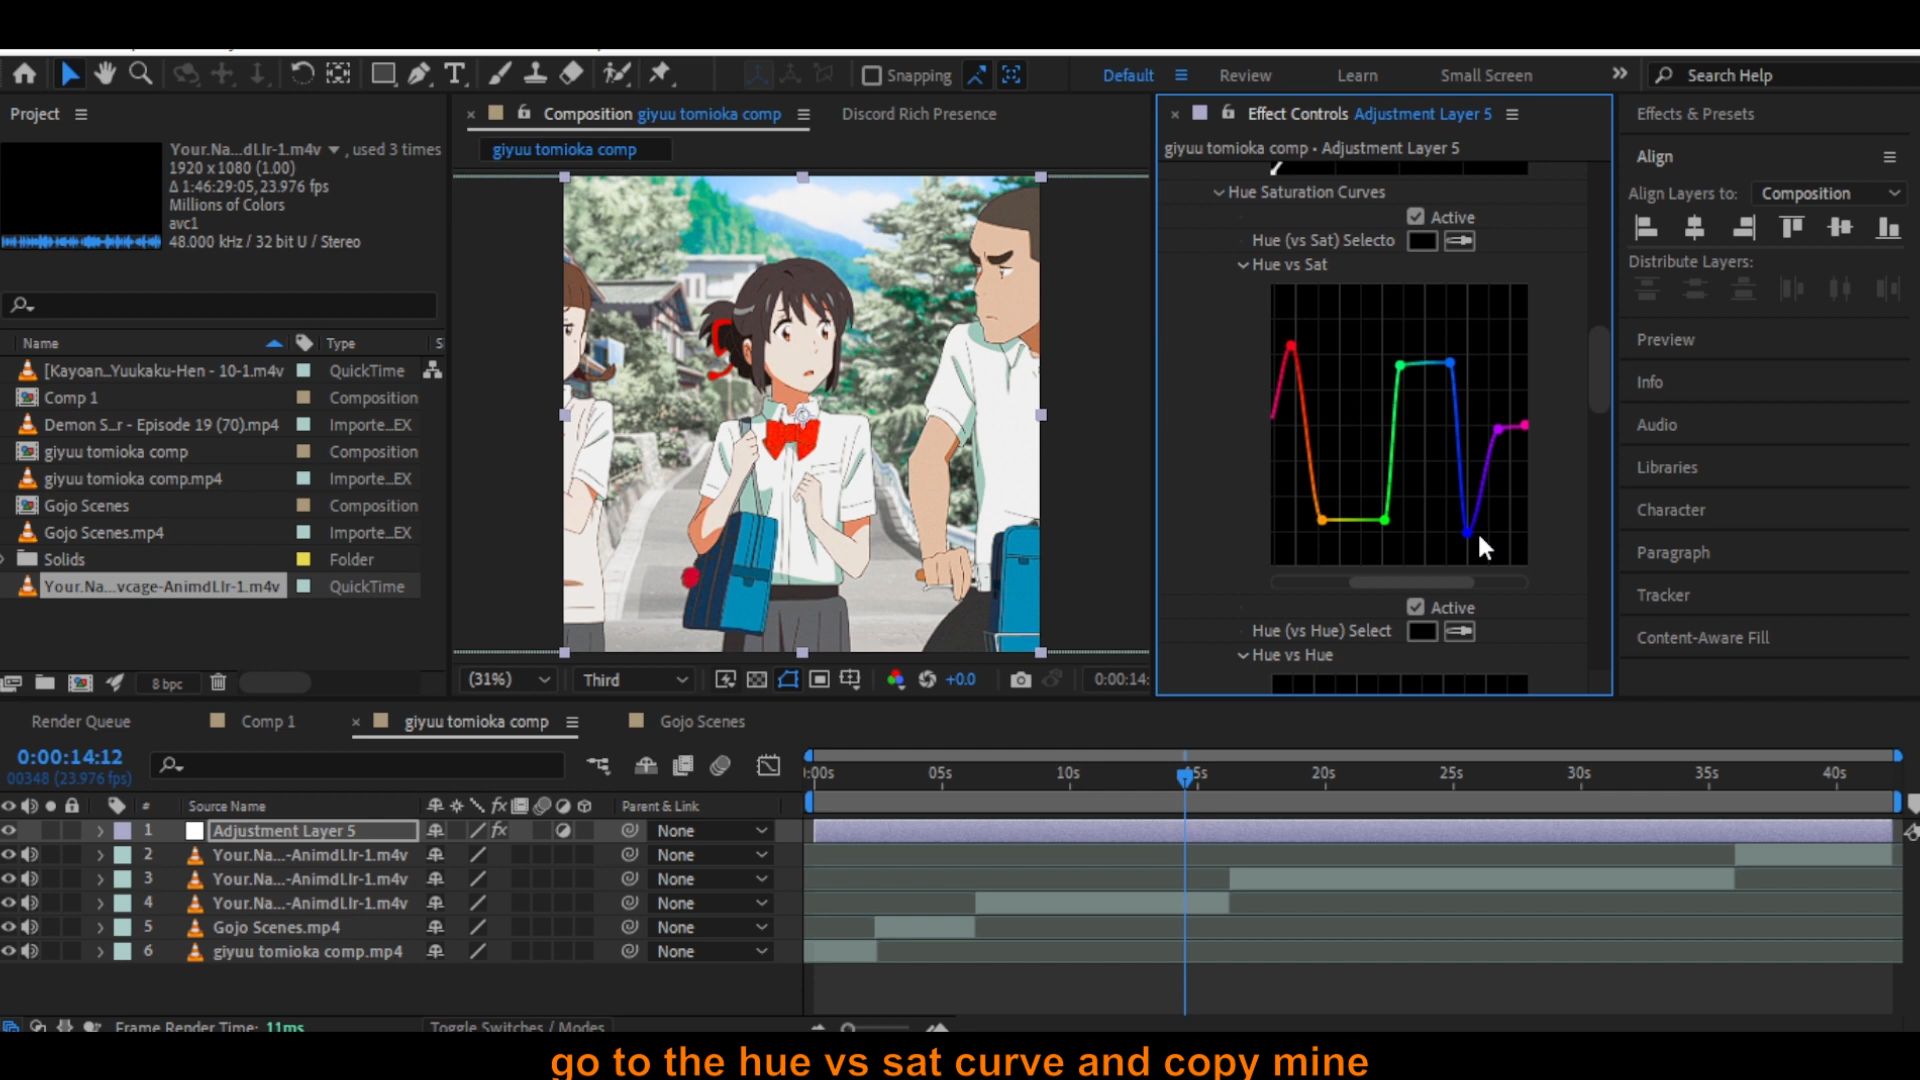 Snapping
Default
Review
Learn
Small Screen
Search Help
Project
Your.Na...dLIr-1.m4v , used 3 times
1920 x 1080 (1.00)
Δ 1:46:29:05, 23.976 fps
Millions of Colors
avc1
48.000 kHz / 32 bit U / Stereo
Name
Type
S
[Kayoan_Yuukaku-Hen - 10-1.m4v
QuickTime
Comp 1
Composition
Demon S...r - Episode 19 (70).mp4
Importe...EX
giyuu tomioka comp
Composition
giyuu tomioka comp.mp4
Importe...EX
Gojo Scenes
Composition
Gojo Scenes.mp4
Importe...EX
Solids
Folder
Your.Na...vcage-AnimdLIr-1.m4v
QuickTime
8 bpc
Composition giyuu tomioka comp
Discord Rich Presence
giyuu tomioka comp
(31%)
Third
+0.0
0:00:14:
Effect Controls Adjustment Layer 5
giyuu tomioka comp • Adjustment Layer 5
Hue Saturation Curves
Active
Hue (vs Sat) Selecto
Hue vs Sat
Active
Hue (vs Hue) Select
Hue vs Hue
Effects & Presets
Align
Align Layers to: Composition
Distribute Layers:
Preview
Info
Audio
Libraries
Character
Paragraph
Tracker
Content-Aware Fill
Render Queue
Comp 1
giyuu tomioka comp
Gojo Scenes
0:00:14:12
00348 (23.976 fps)
:00s 05s 10s 15s 20s 25s 30s 35s 40s
# Source Name
fx
Parent & Link
1 Adjustment Layer 5 fx None
2 Your.Na...-AnimdLIr-1.m4v None
3 Your.Na...-AnimdLIr-1.m4v None
4 Your.Na...-AnimdLIr-1.m4v None
5 Gojo Scenes.mp4 None
6 giyuu tomioka comp.mp4 None
Frame Render Time: 11ms
Toggle Switches / Modes
go to the hue vs sat curve and copy mine